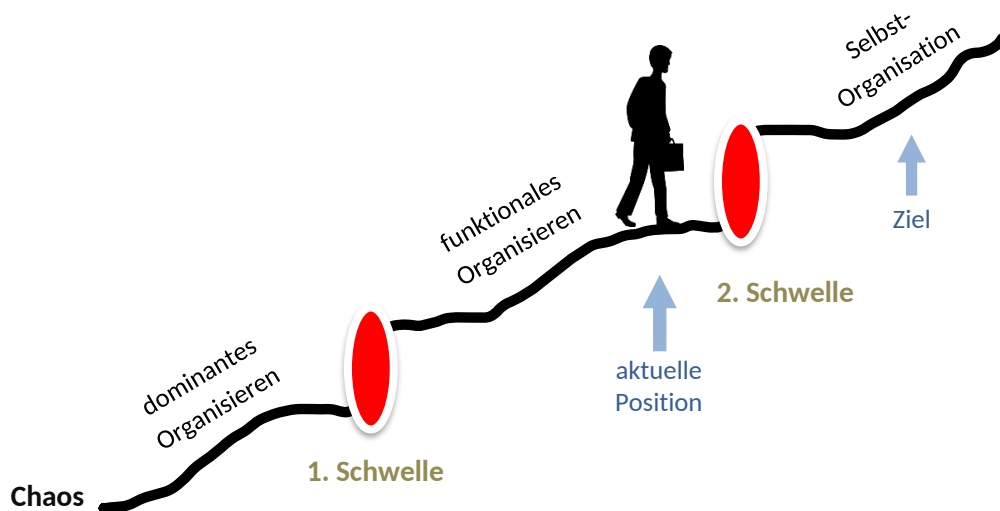 Selbst-
Organisation
Ziel
funktionales
Organisieren
2. Schwelle
aktuelle
Position
dominantes
Organisieren
1. Schwelle
Chaos